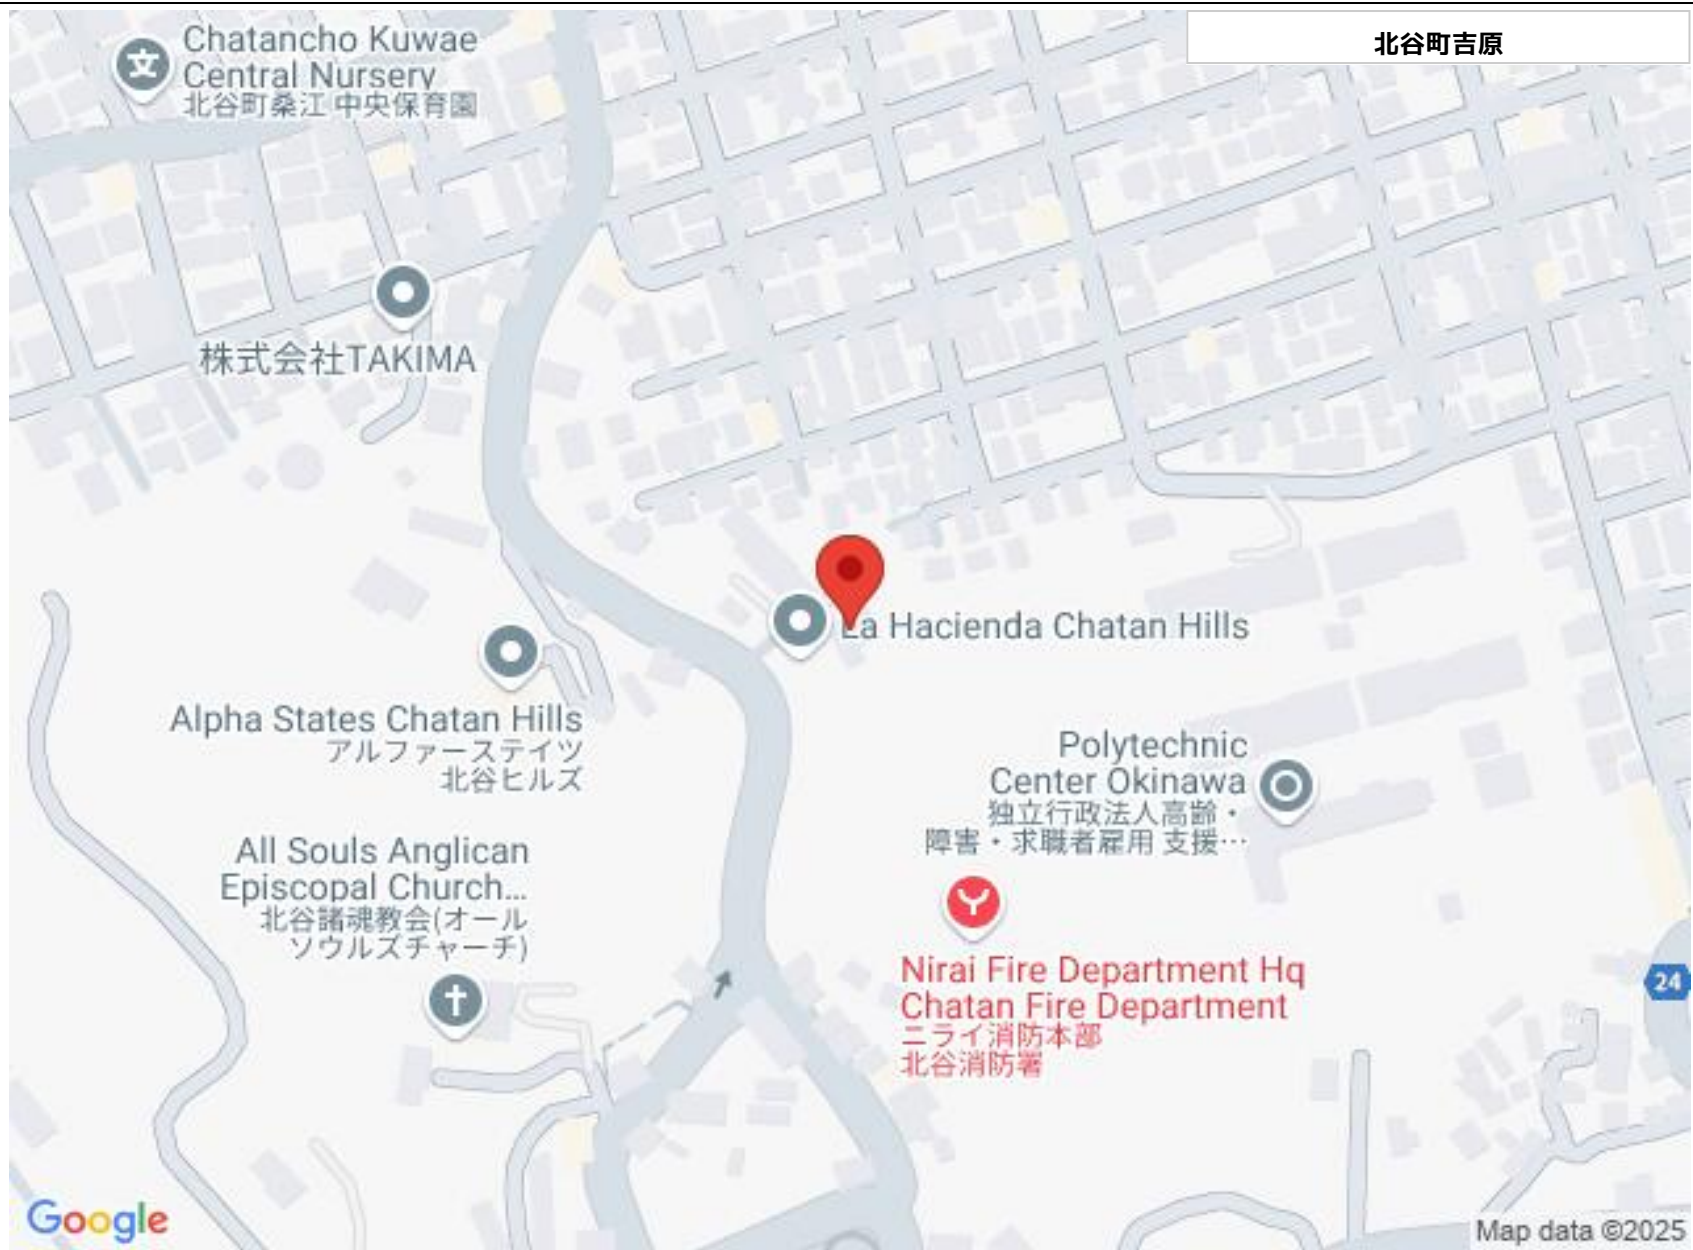 北谷町吉原
Chatancho Kuwae
Central Nursery
北谷町桑江 中央保育園
株式会社TAKIMA
La Hacienda Chatan Hills
Alpha States Chatan Hills
アルファーステイツ
北谷ヒルズ
Polytechnic
Center Okinawa
独立行政法人高齢・
障害・求職者雇用 支援…
All Souls Anglican
Episcopal Church...
北谷諸魂教会(オール
ソウルズチャーチ)
Nirai Fire Department Hq
Chatan Fire Department
ニライ消防本部
北谷消防署
24
Google
Map data ©2025